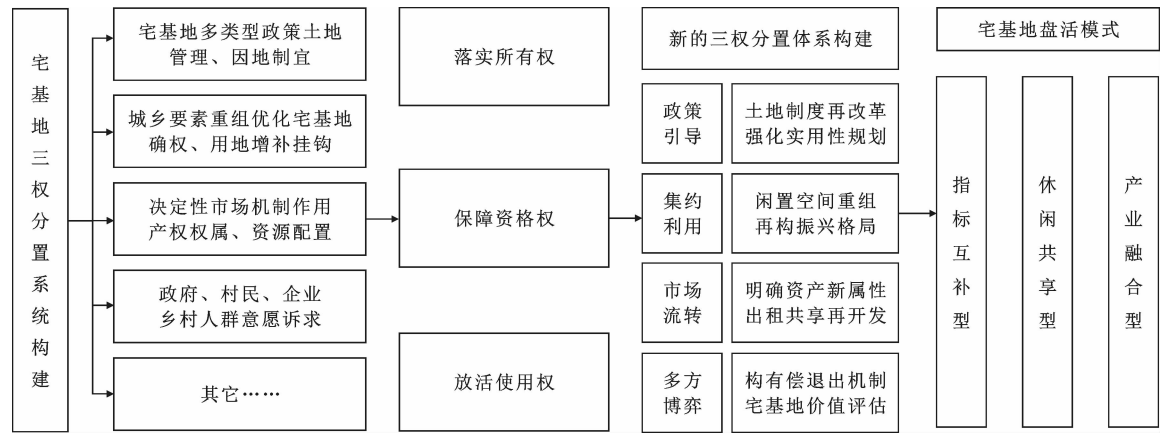 宅基地三权分置系统构建
宅基地多类型政策土地
管理、因地制宜
城乡要素重组优化宅基地
确权、用地增补挂钩
决定性市场机制作用
产权权属、资源配置
政府、村民、企业
乡村人群意愿诉求
其它……
落实所有权
保障资格权
放活使用权
新的三权分置体系构建
政策
引导
土地制度再改革
强化实用性规划
集约
利用
闲置空间重组
再构振兴格局
市场
流转
明确资产新属性
出租共享再开发
多方
博弈
构有偿退出机制
宅基地价值评估
宅基地盘活模式
指标互补型
休闲共享型
产业融合型